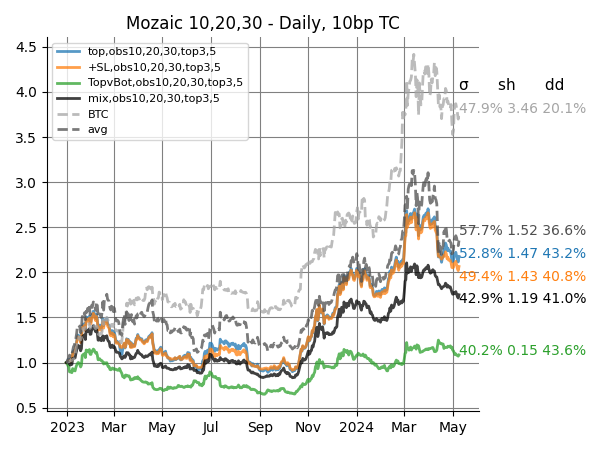 Mozaic 10,20,30 - Daily, 10bp TC
4.5
4.0
3.5
3.0
2.5
2.0
1.5
1.0
0.5
top,obs10,20,30,top3,5
+SL,obs10,20,30,top3,5
TopvBot,obs10,20,30,top3,5
mix,obs10,20,30,top3,5
BTC
avg
σ sh dd
47.9% 3.46 20.1%
57.7% 1.52 36.6%
52.8% 1.47 43.2%
49.4% 1.43 40.8%
42.9% 1.19 41.0%
40.2% 0.15 43.6%
2023 Mar May Jul Sep Nov 2024 Mar May